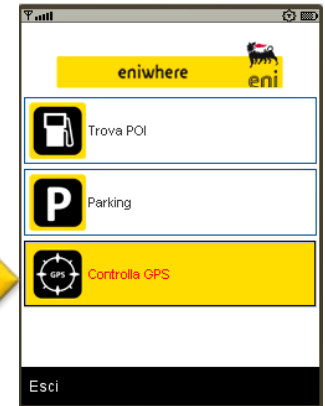 eniwhere
eni
Trova POI
P
Parking
GPS
Controlla GPS
Esci